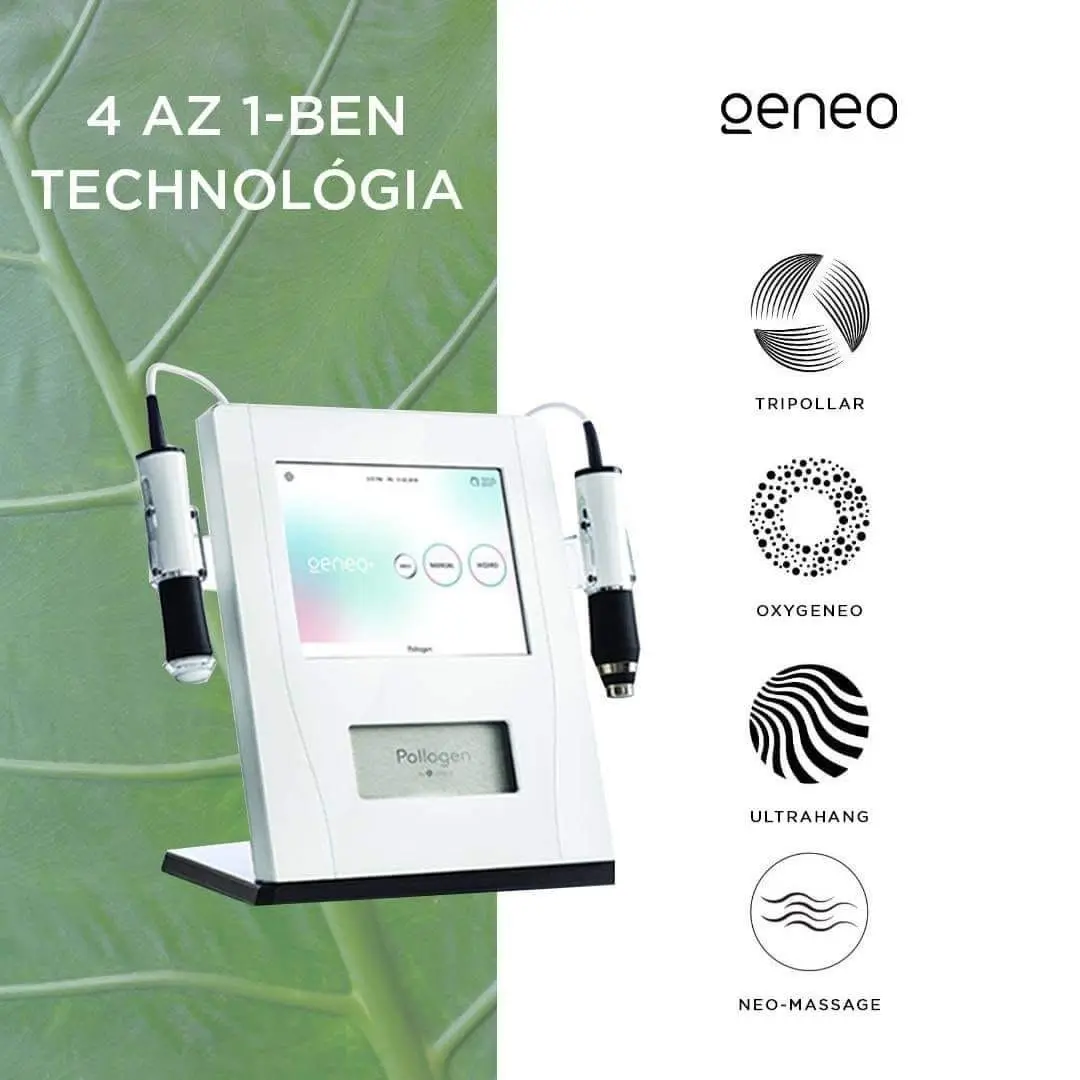 4 AZ 1-BEN
TECHNOLÓGIA
geneo
TRIPOLLAR
OXYGENEO
ULTRAHANG
NEO-MASSAGE
geneo+
MANUAL
WIZARD
Pollogen
Pollogen